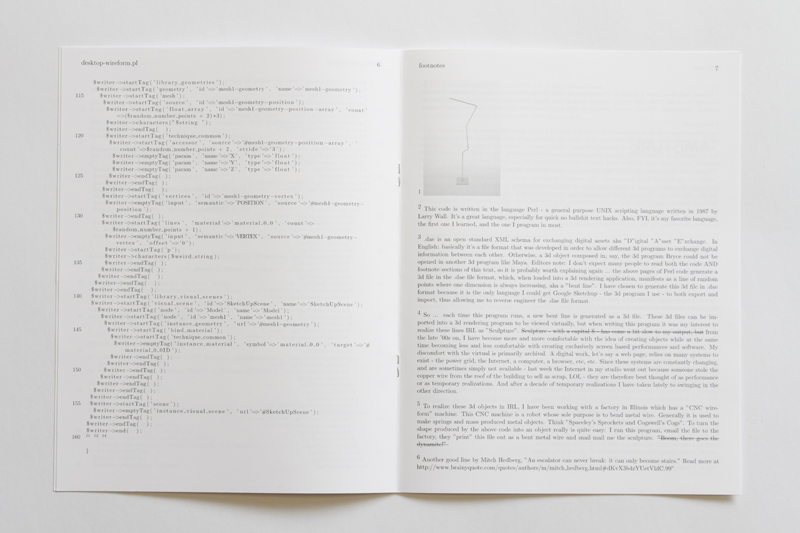 desktop-wireform.pl
6
$writer->startTag('library_geometries');
$writer->startTag('geometry', 'id'=>'mesh1-geometry', 'name'=>'mesh1-geometry');
115 $writer->startTag('mesh');
$writer->startTag('source', 'id'=>'mesh1-geometry-position');
$writer->startTag('float_array', 'id'=>'mesh1-geometry-position-array', 'count'
=>($random_number_points + 2)*3);
$writer->characters("$string ");
$writer->endTag( );
120 $writer->startTag('technique_common');
$writer->startTag('accessor', 'source'=>'#mesh1-geometry-position-array', '
count'=>$random_number_points + 2, 'stride'=>'3');
$writer->emptyTag('param', 'name'=>'X', 'type'=>'float');
$writer->emptyTag('param', 'name'=>'Y', 'type'=>'float');
$writer->emptyTag('param', 'name'=>'Z', 'type'=>'float');
125 $writer->endTag( );
$writer->endTag( );
$writer->endTag( );
$writer->startTag('vertices', 'id'=>'mesh1-geometry-vertex');
$writer->emptyTag('input', 'semantic'=>'POSITION', 'source'=>'#mesh1-geometry-
position');
130 $writer->endTag( );
$writer->startTag('lines', 'material'=>'material_0_0', 'count'=>
$random_number_points + 1);
$writer->emptyTag('input', 'semantic'=>'VERTEX', 'source'=>'#mesh1-geometry-
vertex', 'offset'=>'0');
$writer->startTag('p');
$writer->characters($weird_string);
135 $writer->endTag( );
$writer->endTag( );
$writer->endTag( );
$writer->endTag( );
$writer->endTag( );
140 $writer->startTag('library_visual_scenes');
$writer->startTag('visual_scene', 'id'=>'SketchUpScene', 'name'=>'SketchUpScene');
$writer->startTag('node', 'id'=>'Model', 'name'=>'Model');
$writer->startTag('node', 'id'=>'mesh1', 'name'=>'mesh1');
$writer->startTag('instance_geometry', 'url'=>'#mesh1-geometry');
145 $writer->startTag('bind_material');
$writer->startTag('technique_common');
$writer->emptyTag('instance_material', 'symbol'=>'material_0_0', 'target'=>'#
material_0_0ID');
$writer->endTag( );
$writer->endTag( );
150 $writer->endTag( );
$writer->endTag( );
$writer->endTag( );
$writer->endTag( );
$writer->endTag( );
155 $writer->startTag('scene');
$writer->emptyTag('instance_visual_scene', 'url'=>'#SketchUpScene');
$writer->endTag( );
$writer->endTag( );
$writer->end( );
160
}
footnotes
7
1
2 This code is written in the language Perl - a general purpose UNIX scripting language written in 1987 by
Larry Wall. It's a great language, especially for quick no bullshit text hacks. Also, FYI, it's my favorite language,
the first one I learned, and the one I program in most.
3 .dae is an open standard XML schema for exchanging digital assets aka "D"igital "A"sset "E"xchange. In
English: basically it's a file format that was developed in order to allow different 3d programs to exchange digital
information between each other. Otherwise, a 3d object composed in, say, the 3d program Bryce could not be
opened in another 3d program like Maya. Editors note: I don't expect many people to read both the code AND
footnote sections of this text, so it is probably worth explaining again ... the above pages of Perl code generate a
3d file in the .dae file format, which, when loaded into a 3d rendering application, manifests as a line of random
points where one dimension is always increasing, aka a "bent line". I have chosen to generate this 3d file in .dae
format because it is the only language I could get Google Sketchup - the 3d program I use - to both export and
import, thus allowing me to reverse engineer the .dae file format.
4 So ... each time this program runs, a new bent line is generated as a 3d file. These 3d files can be im-
ported into a 3d rendering program to be viewed virtually, but when writing this program it was my interest to
realize these lines IRL as "Sculpture". Sculpture - with a capital S - has come a bit slow to my output, but from
the late '00s on, I have become more and more comfortable with the idea of creating objects while at the same
time becoming less and less comfortable with creating exclusively screen based performances and software. My
discomfort with the virtual is primarily archival. A digital work, let's say a web page, relies on many systems to
exist - the power grid, the Internet, a computer, a browser, etc, etc. Since these systems are constantly changing,
and are sometimes simply not available - last week the Internet in my studio went out because someone stole the
copper wire from the roof of the building to sell as scrap, LOL - they are therefore best thought of as performance
or as temporary realizations. And after a decade of temporary realizations I have taken lately to swinging in the
other direction.
5 To realize these 3d objects in IRL, I have been working with a factory in Illinois which has a "CNC wire-
form" machine. This CNC machine is a robot whose sole purpose is to bend metal wire. Generally it is used to
make springs and mass produced metal objects. Think "Spaceley's Sprockets and Cogswell's Cogs". To turn the
shape produced by the above code into an object really is quite easy: I run this program, email the file to the
factory, they "print" this file out as a bent metal wire and snail mail me the sculpture. "Boom, there goes the
dynamite!"
6 Another good line by Mitch Hedberg, "An escalator can never break: it can only become stairs." Read more at